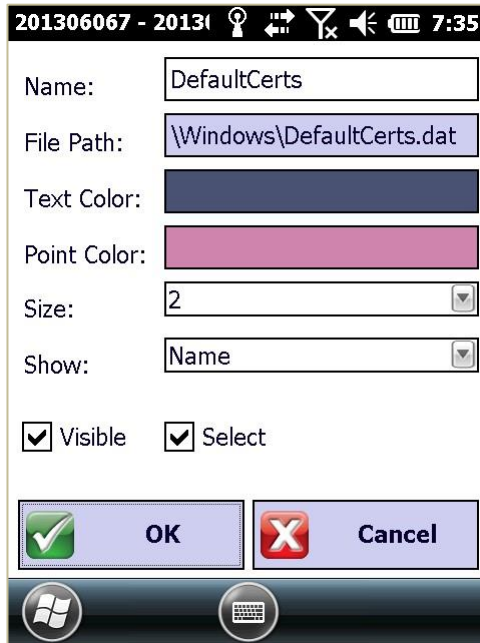 201306067 - 2013( 7:35
Name: DefaultCerts
File Path: \Windows\DefaultCerts.dat
Text Color:
Point Color:
Size: 2
Show: Name
Visible Select
OK Cancel